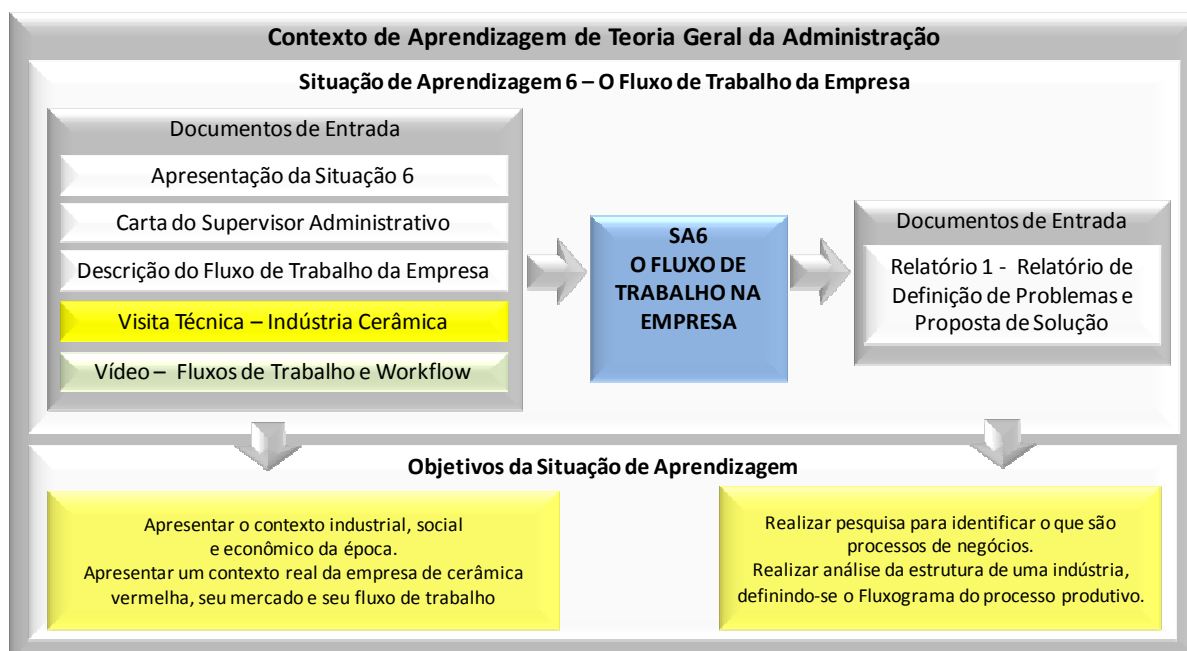 Contexto de Aprendizagem de Teoria Geral da Administração
Situação de Aprendizagem 6 – O Fluxo de Trabalho da Empresa
Documentos de Entrada
Apresentação da Situação 6
Carta do Supervisor Administrativo
Descrição do Fluxo de Trabalho da Empresa
Visita Técnica – Indústria Cerâmica
Vídeo – Fluxos de Trabalho e Workflow
SA6
O FLUXO DE
TRABALHO NA
EMPRESA
Documentos de Entrada
Relatório 1 - Relatório de
Definição de Problemas e
Proposta de Solução
Objetivos da Situação de Aprendizagem
Apresentar o contexto industrial, social
e econômico da época.
Apresentar um contexto real da empresa de cerâmica
vermelha, seu mercado e seu fluxo de trabalho
Realizar pesquisa para identificar o que são
processos de negócios.
Realizar análise da estrutura de uma indústria,
definindo-se o Fluxograma do processo produtivo.